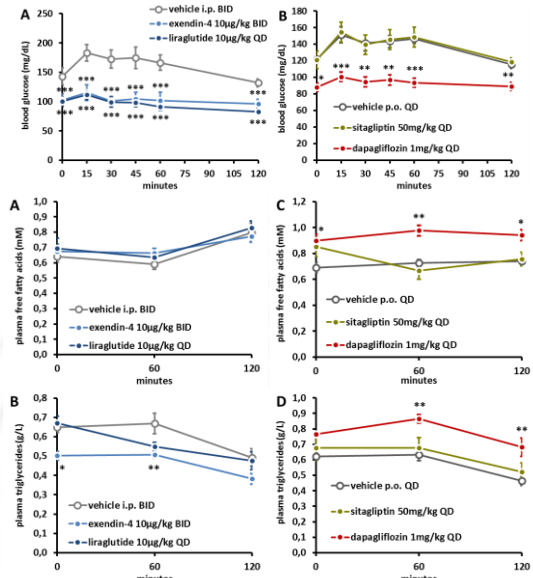 A
vehicle i.p. BID
exendin-4 10µg/kg BID
liraglutide 10µg/kg QD
blood glucose (mg/dL)
250
200
150
100
50
0
*** *** *** *** *** ***
*** *** *** *** *** ***
0 15 30 45 60 75 90 105 120
minutes
B
blood glucose (mg/dL)
180
160
140
120
100
80
60
40
20
0
* *** ** ** *** **
vehicle p.o. QD
sitagliptin 50mg/kg QD
dapagliflozin 1mg/kg QD
0 15 30 45 60 75 90 105 120
minutes
A
plasma free fatty acids (mM)
1,0
0,9
0,8
0,7
0,6
0,5
0,4
0,3
0,2
0,1
0,0
vehicle i.p. BID
exendin-4 10µg/kg BID
liraglutide 10µg/kg QD
0 60 120
minutes
C
plasma free fatty acids (mM)
1,2
1,0
0,8
0,6
0,4
0,2
0,0
* ** *
vehicle p.o. QD
sitagliptin 50mg/kg QD
dapagliflozin 1mg/kg QD
0 60 120
minutes
B
plasma triglycerides(g/L)
0,8
0,7
0,6
0,5
0,4
0,3
0,2
0,1
0,0
* **
vehicle i.p. BID
exendin-4 10µg/kg BID
liraglutide 10µg/kg QD
0 60 120
minutes
D
plasma triglycerides (g/L)
1,0
0,9
0,8
0,7
0,6
0,5
0,4
0,3
0,2
0,1
0,0
** **
vehicle p.o. QD
sitagliptin 50mg/kg QD
dapagliflozin 1mg/kg QD
0 60 120
minutes